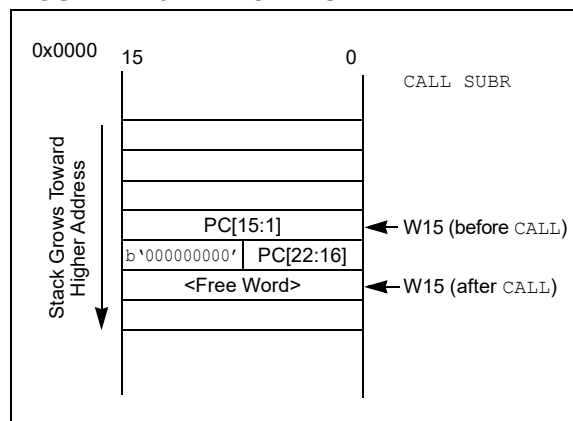 0x0000
15 0
CALL SUBR
Stack Grows Toward
Higher Address
PC[15:1]
W15 (before CALL)
b‘000000000’ PC[22:16]
<Free Word>
W15 (after CALL)